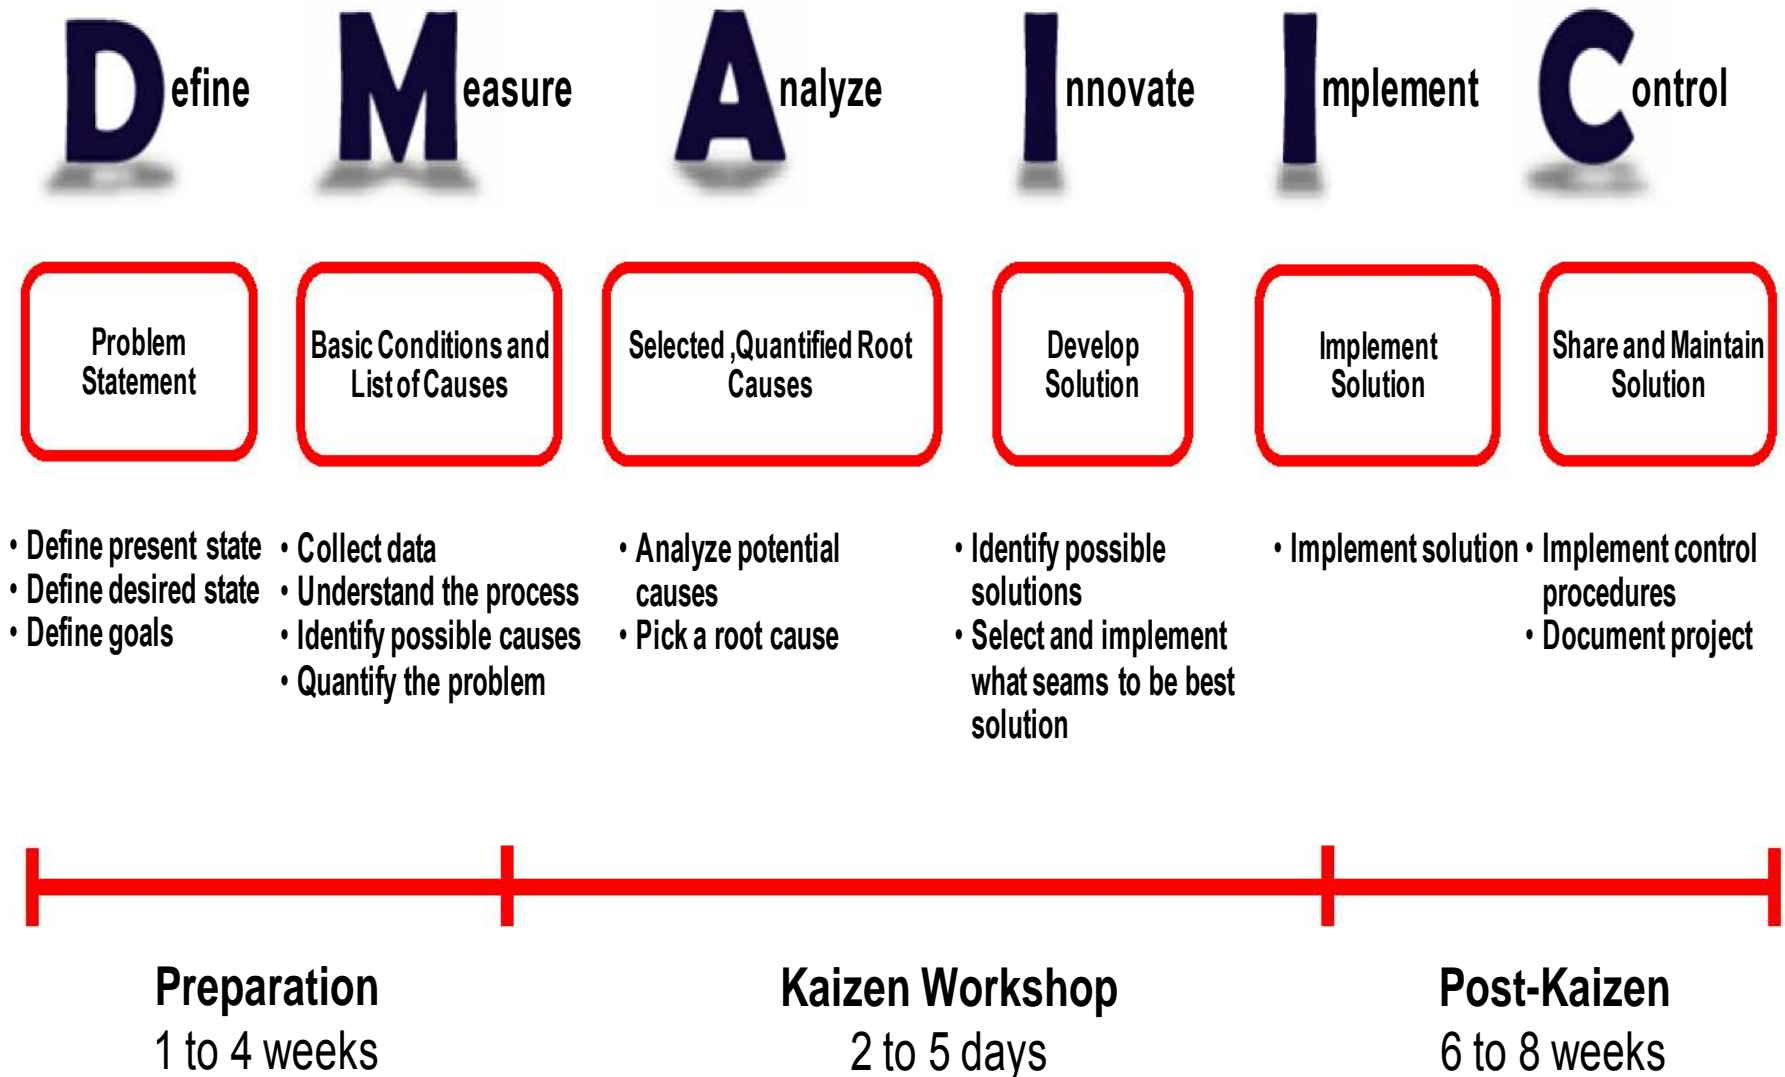 Define Measure Analyze Innovate Implement Control
Problem
Statement
Basic Conditions and
List of Causes
Selected ,Quantified Root
Causes
Develop
Solution
Implement
Solution
Share and Maintain
Solution
• Define present state
• Define desired state
• Define goals
• Collect data
• Understand the process
• Identify possible causes
• Quantify the problem
• Analyze potential
causes
• Pick a root cause
• Identify possible
solutions
• Select and implement
what seams to be best
solution
• Implement solution
• Implement control
procedures
• Document project
Preparation
1 to 4 weeks
Kaizen Workshop
2 to 5 days
Post-Kaizen
6 to 8 weeks